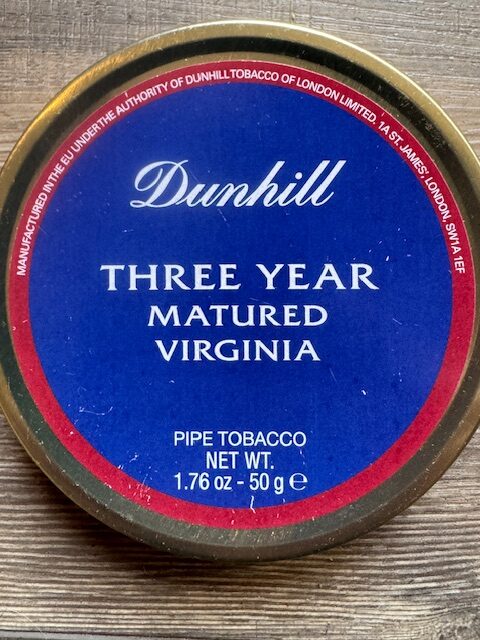 MANUFACTURED IN THE EU UNDER THE AUTHORITY OF DUNHILL TOBACCO OF LONDON LIMITED. 1A ST. JAMES', LONDON, SW1A 1EF
Dunhill
THREE YEAR
MATURED
VIRGINIA
PIPE TOBACCO
NET WT.
1.76 oz - 50 g ℮